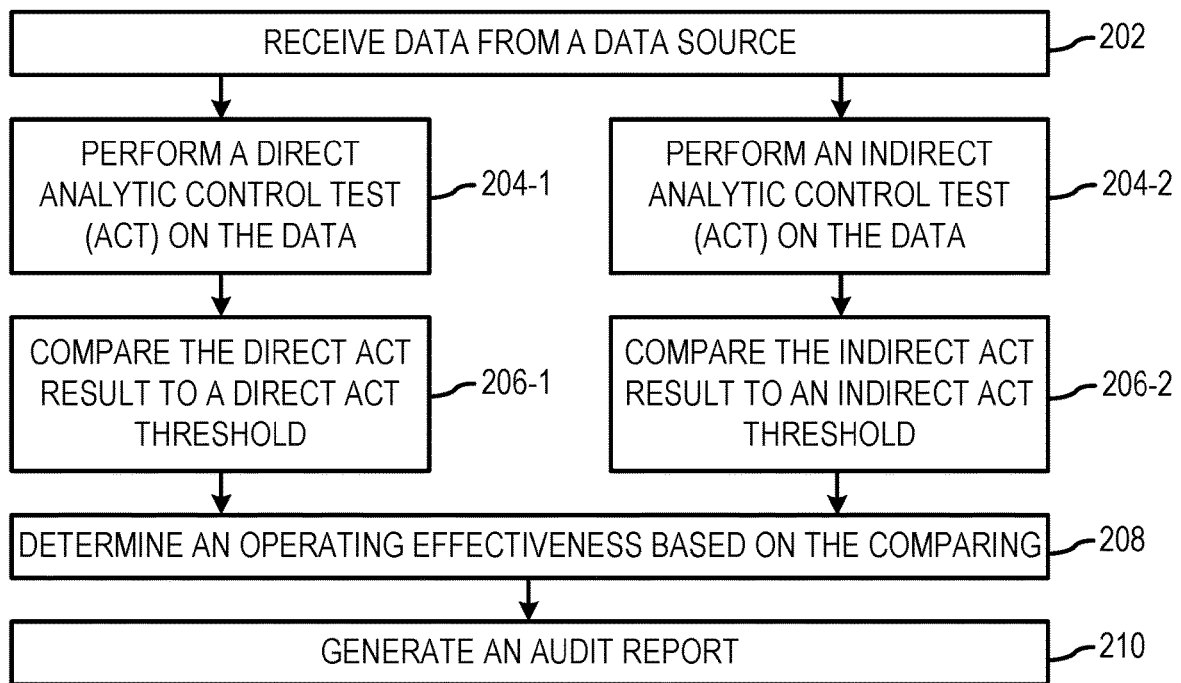 RECEIVE DATA FROM A DATA SOURCE
202
PERFORM A DIRECT
ANALYTIC CONTROL TEST
(ACT) ON THE DATA
204-1
PERFORM AN INDIRECT
ANALYTIC CONTROL TEST
(ACT) ON THE DATA
204-2
COMPARE THE DIRECT ACT
RESULT TO A DIRECT ACT
THRESHOLD
206-1
COMPARE THE INDIRECT ACT
RESULT TO AN INDIRECT ACT
THRESHOLD
206-2
DETERMINE AN OPERATING EFFECTIVENESS BASED ON THE COMPARING
208
GENERATE AN AUDIT REPORT
210